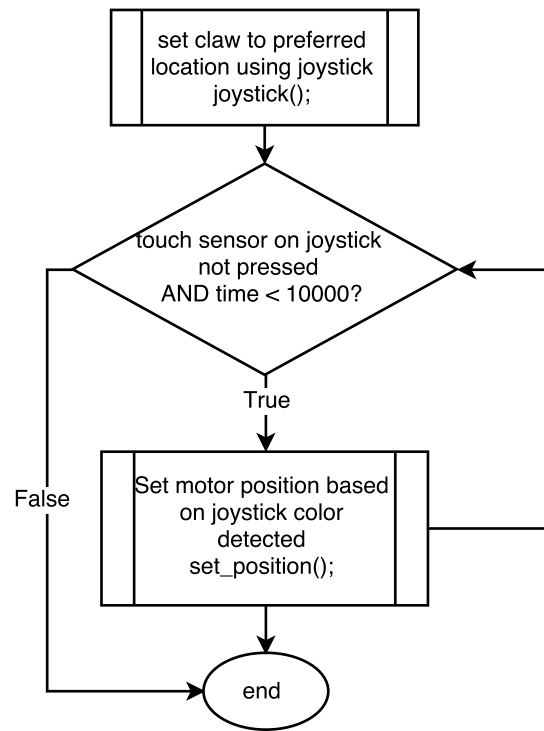 set claw to preferred
location using joystick
joystick();
touch sensor on joystick
not pressed
AND time < 10000?
True
Set motor position based
on joystick color
detected
set_position();
False
end